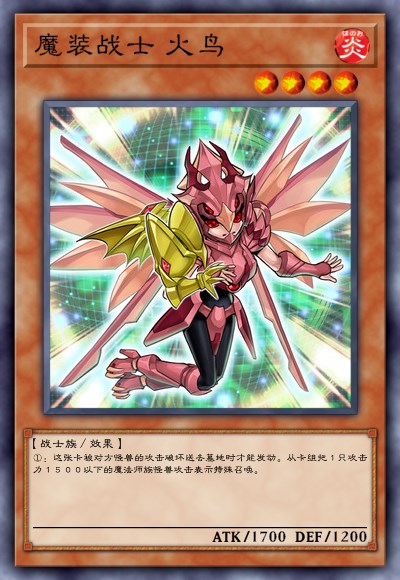 魔装战士 火鸟
ほのお
炎
【战士族/效果】
①：这张卡被对方怪兽的攻击破坏送去墓地时才能发动。从卡组把1只攻击
力1500以下的魔法师族怪兽攻击表示特殊召唤。
ATK/1700 DEF/1200